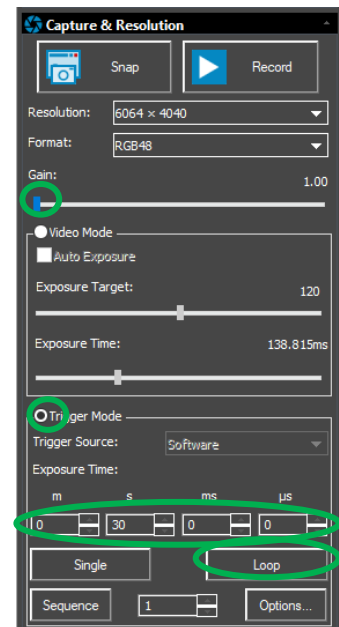 Capture & Resolution
Snap Record
Resolution: 6064 × 4040
Format: RGB48
Gain: 1.00
Video Mode
Auto Exposure
Exposure Target: 120
Exposure Time: 138.815ms
Trigger Mode
Trigger Source: Software
Exposure Time:
m s ms µs
0 30 0 0
Single Loop
Sequence 1 Options...